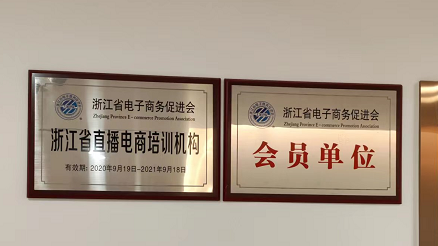 浙江省电子商务促进会
Zhejiang Province E-commerce Promotion Association
浙江省直播电商培训机构
有效期: 2020年9月19日-2021年9月18日
浙江省电子商务促进会
Zhejiang Province E-commerce Promotion Association
会员单位